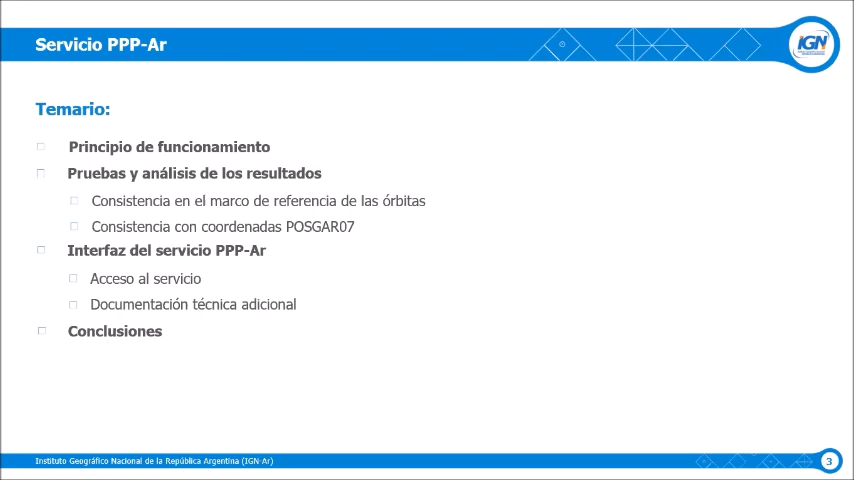 Servicio PPP-Ar
IGN
Temario:
Principio de funcionamiento
Pruebas y análisis de los resultados
Consistencia en el marco de referencia de las órbitas
Consistencia con coordenadas POSGAR07
Interfaz del servicio PPP-Ar
Acceso al servicio
Documentación técnica adicional
Conclusiones
Instituto Geográfico Nacional de la República Argentina (IGN-Ar)
3